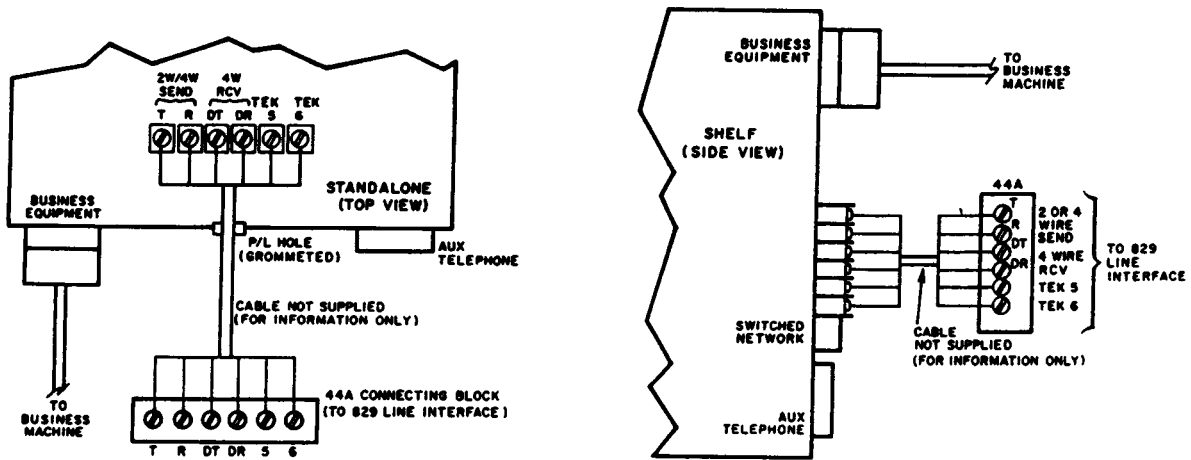 2W/4W
SEND
4W
RCV
T R DT DR TEK 5 TEK 6
BUSINESS
EQUIPMENT
STANDALONE
(TOP VIEW)
P/L HOLE
(GROMMETED)
AUX
TELEPHONE
CABLE NOT SUPPLIED
(FOR INFORMATION ONLY)
TO
BUSINESS
MACHINE
44A CONNECTING BLOCK
(TO 829 LINE INTERFACE)
T R DT DR 5 6
BUSINESS
EQUIPMENT
TO
BUSINESS
MACHINE
SHELF
(SIDE VIEW)
44A
T
R
DT
DR
2 OR 4
WIRE
SEND
4 WIRE
RCV
TEK 5
TEK 6
TO 829
LINE
INTERFACE
CABLE
NOT SUPPLIED
(FOR INFORMATION ONLY)
SWITCHED
NETWORK
AUX
TELEPHONE